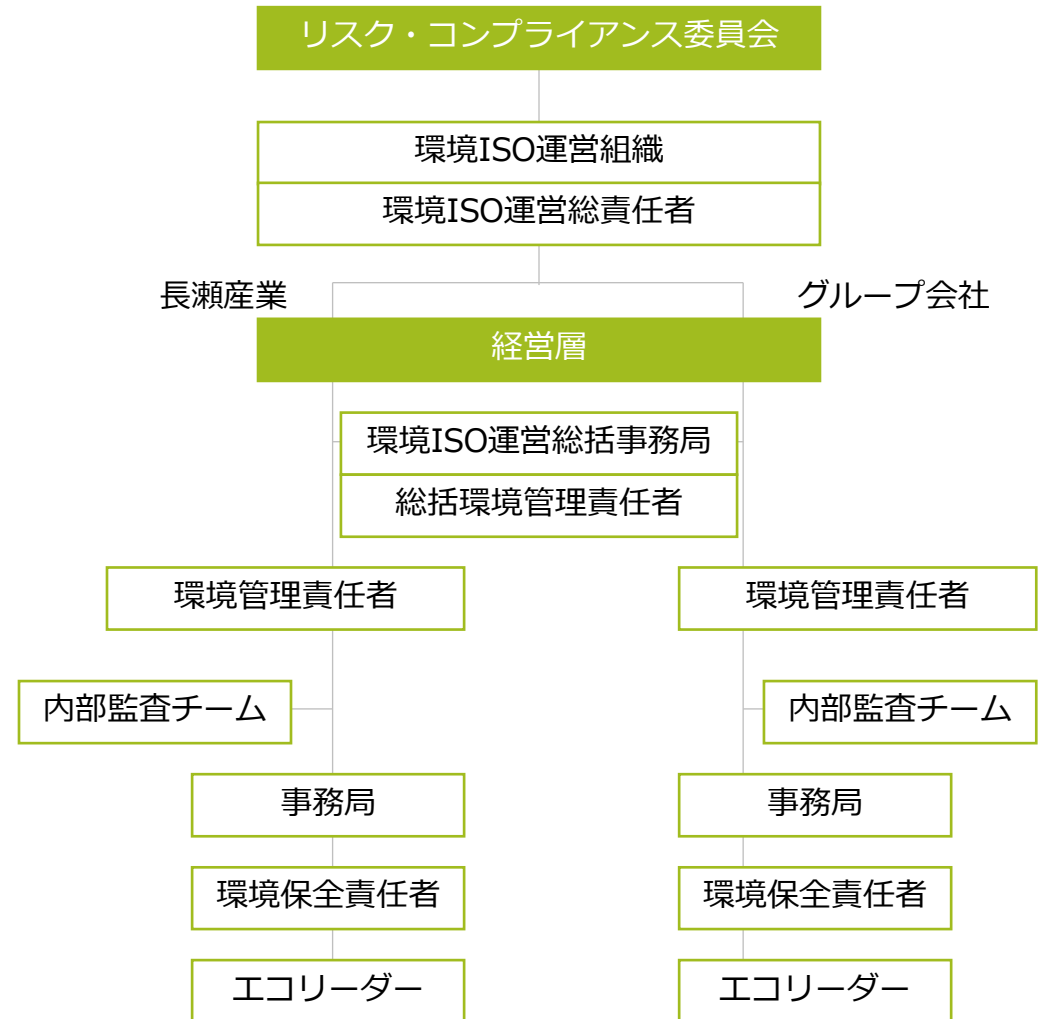 リスク・コンプライアンス委員会
環境ISO運営組織
環境ISO運営総責任者
長瀬産業
グループ会社
経営層
環境ISO運営総括事務局
総括環境管理責任者
環境管理責任者
環境管理責任者
内部監査チーム
内部監査チーム
事務局
事務局
環境保全責任者
環境保全責任者
エコリーダー
エコリーダー